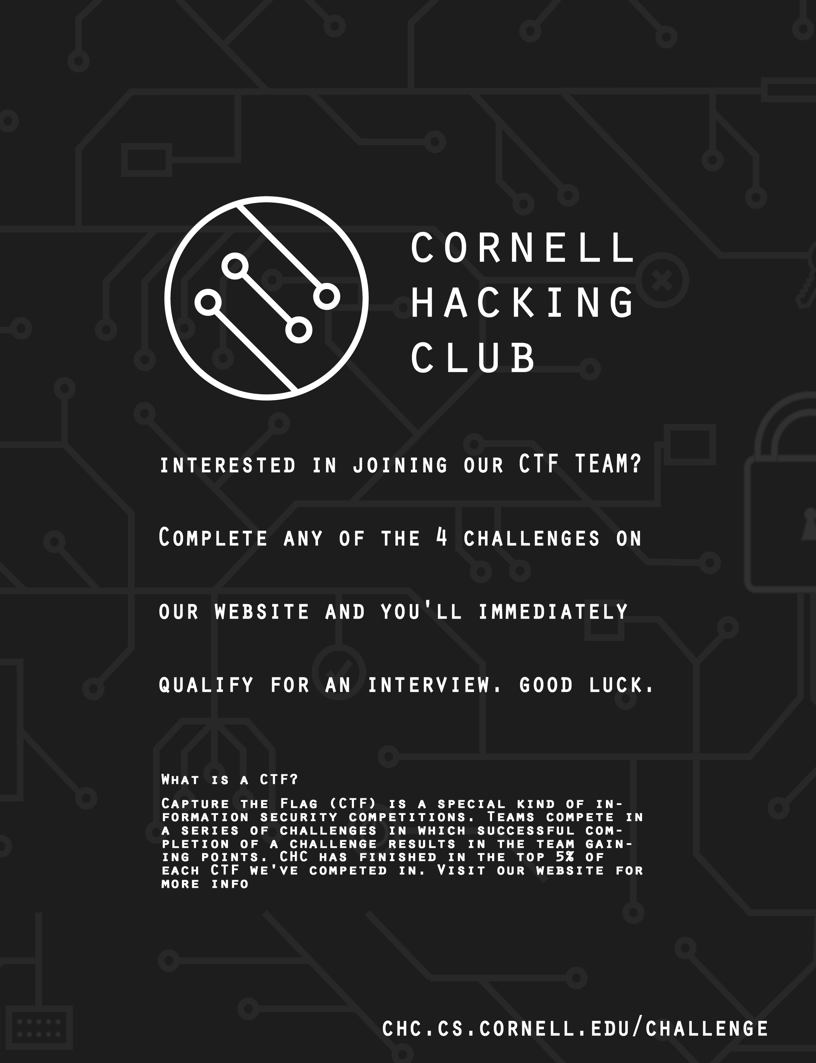 CORNELL
HACKING
CLUB
INTERESTED IN JOINING OUR CTF TEAM?
COMPLETE ANY OF THE 4 CHALLENGES ON
OUR WEBSITE AND YOU'LL IMMEDIATELY
QUALIFY FOR AN INTERVIEW. GOOD LUCK.
WHAT IS A CTF?
CAPTURE THE FLAG (CTF) IS A SPECIAL KIND OF IN-
FORMATION SECURITY COMPETITIONS. TEAMS COMPETE IN
A SERIES OF CHALLENGES IN WHICH SUCCESSFUL COM-
PLETION OF A CHALLENGE RESULTS IN THE TEAM GAIN-
ING POINTS. CHC HAS FINISHED IN THE TOP 5% OF
EACH CTF WE'VE COMPETED IN. VISIT OUR WEBSITE FOR
MORE INFO
CHC.CS.CORNELL.EDU/CHALLENGE